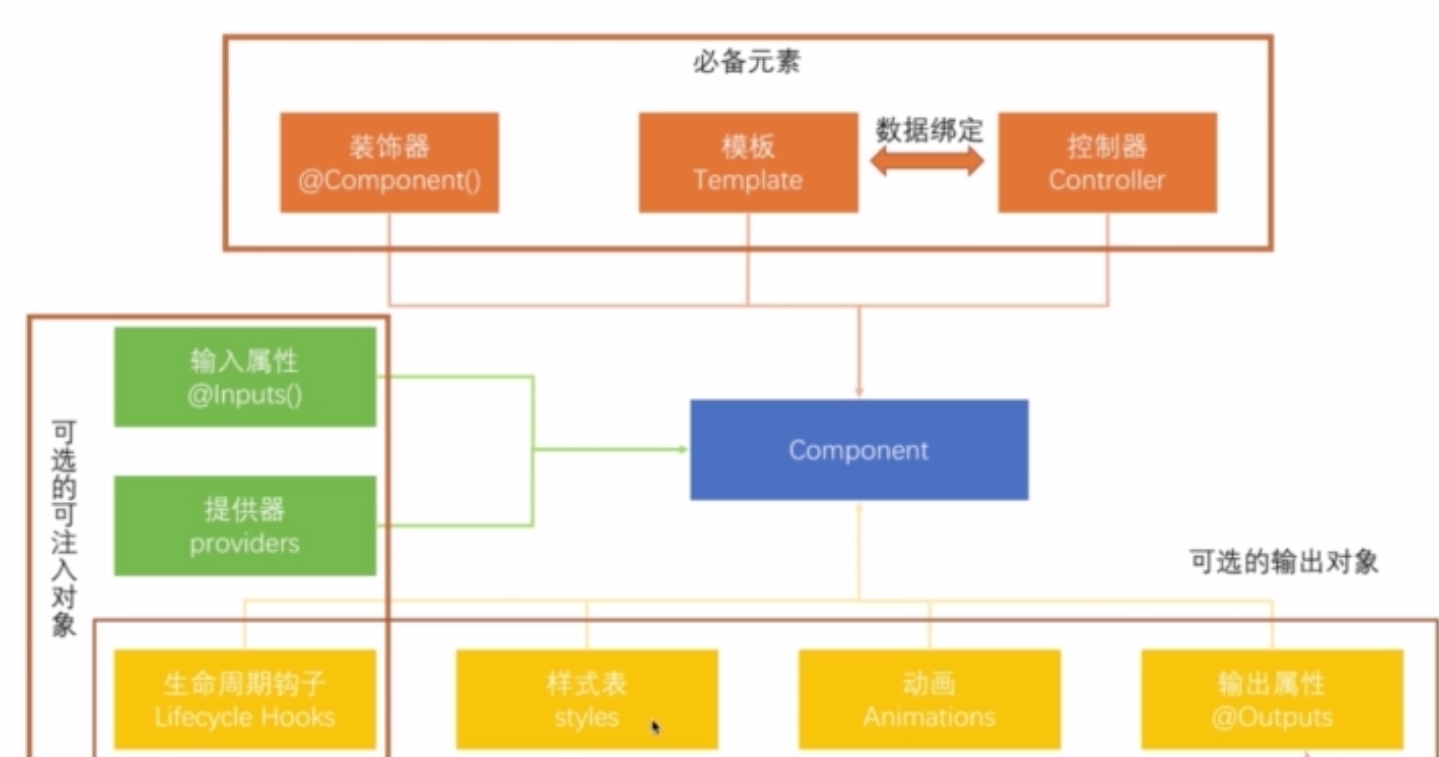 必备元素
装饰器
@Component()
模板
Template
数据绑定
控制器
Controller
输入属性
@Inputs()
可选的可注入对象
提供器
providers
Component
可选的输出对象
生命周期钩子
Lifecycle Hooks
样式表
styles
动画
Animations
输出属性
@Outputs